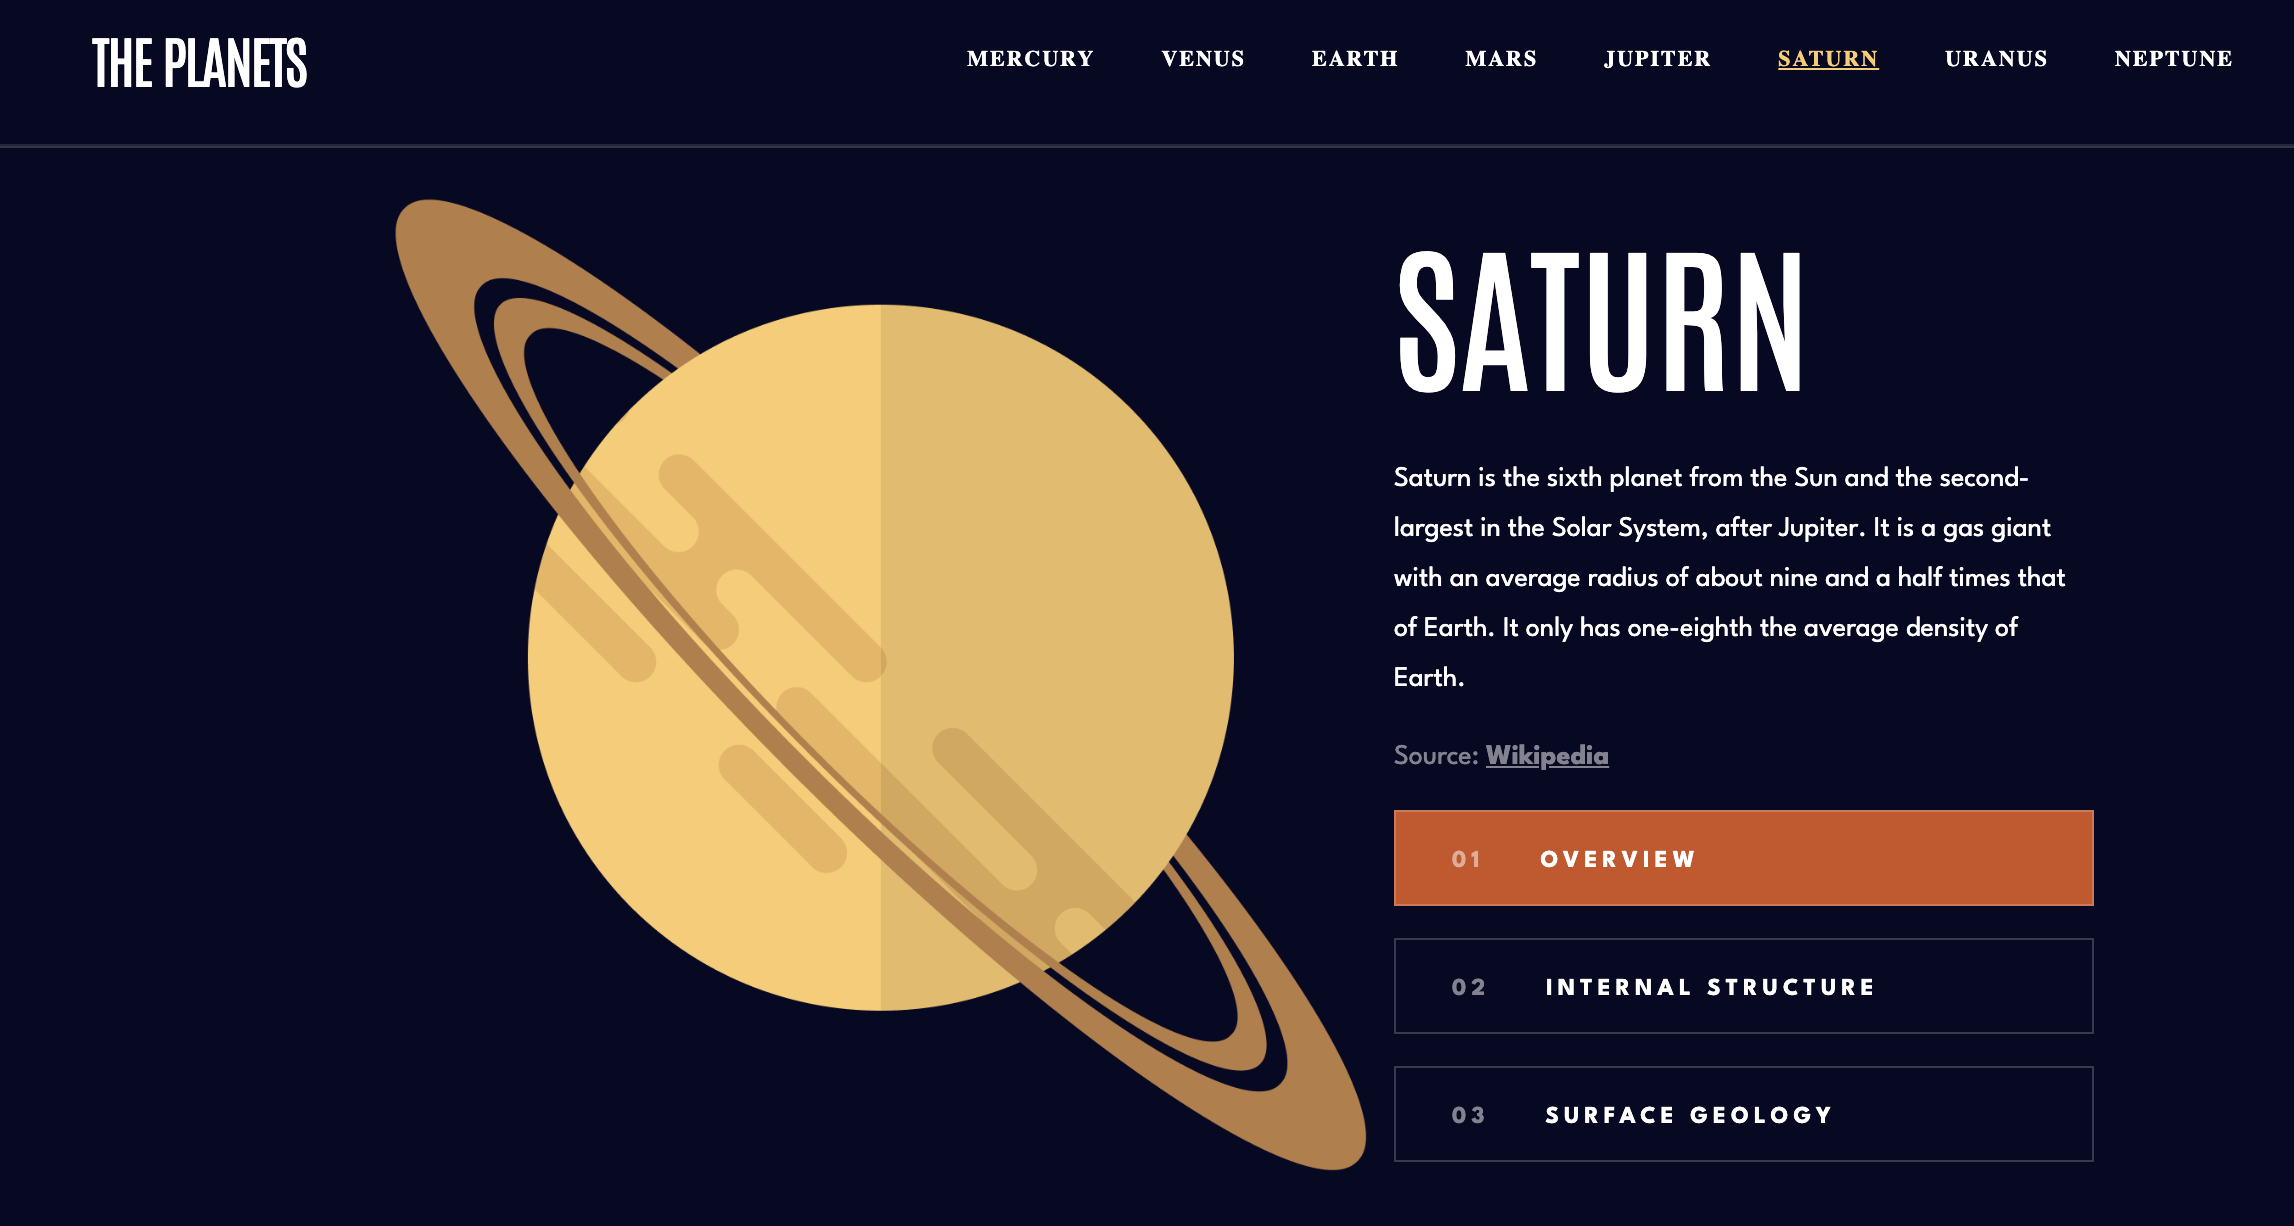 THE PLANETS
MERCURY VENUS EARTH MARS JUPITER SATURN URANUS NEPTUNE
SATURN
Saturn is the sixth planet from the Sun and the second-
largest in the Solar System, after Jupiter. It is a gas giant
with an average radius of about nine and a half times that
of Earth. It only has one-eighth the average density of
Earth.
Source: Wikipedia
01 OVERVIEW
02 INTERNAL STRUCTURE
03 SURFACE GEOLOGY